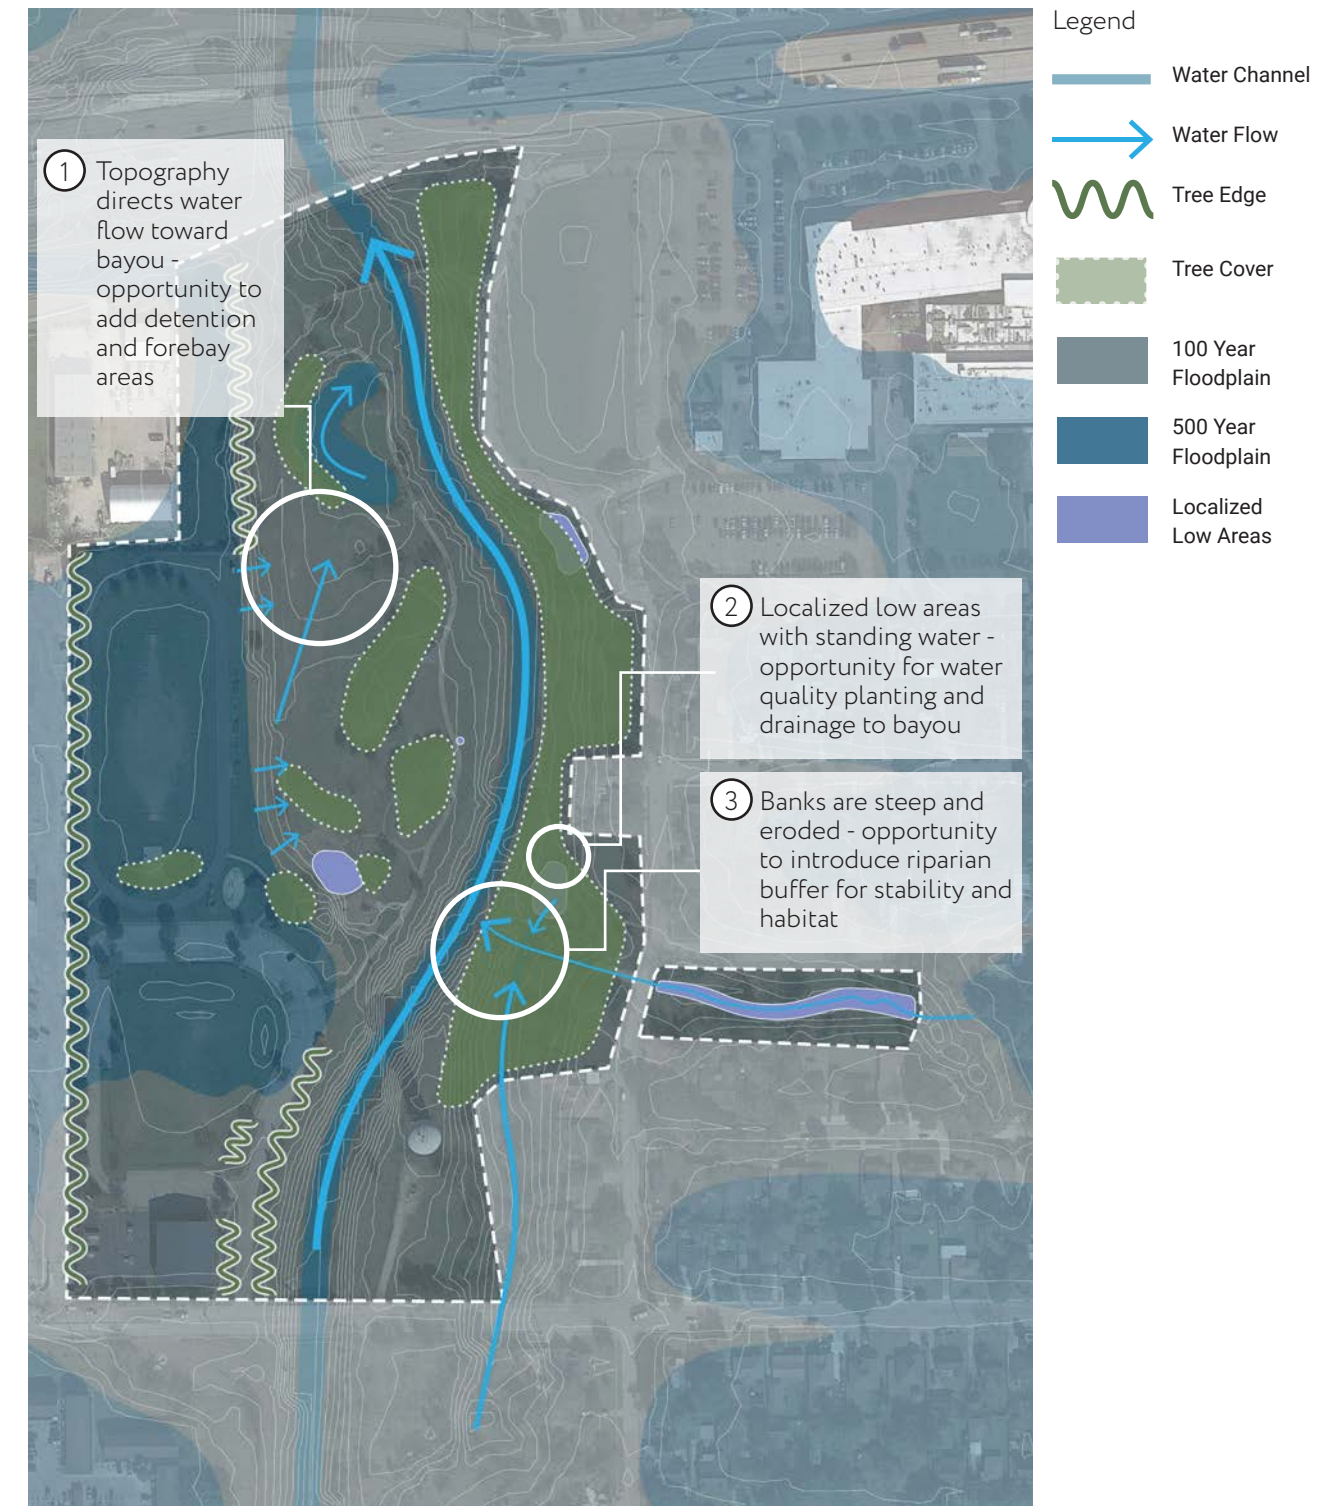 Legend
Water Channel
Water Flow
Tree Edge
Tree Cover
100 Year
Floodplain
500 Year
Floodplain
Localized
Low Areas
1 Topography
directs water
flow toward
bayou -
opportunity to
add detention
and forebay
areas
2 Localized low areas
with standing water -
opportunity for water
quality planting and
drainage to bayou
3 Banks are steep and
eroded - opportunity
to introduce riparian
buffer for stability and
habitat